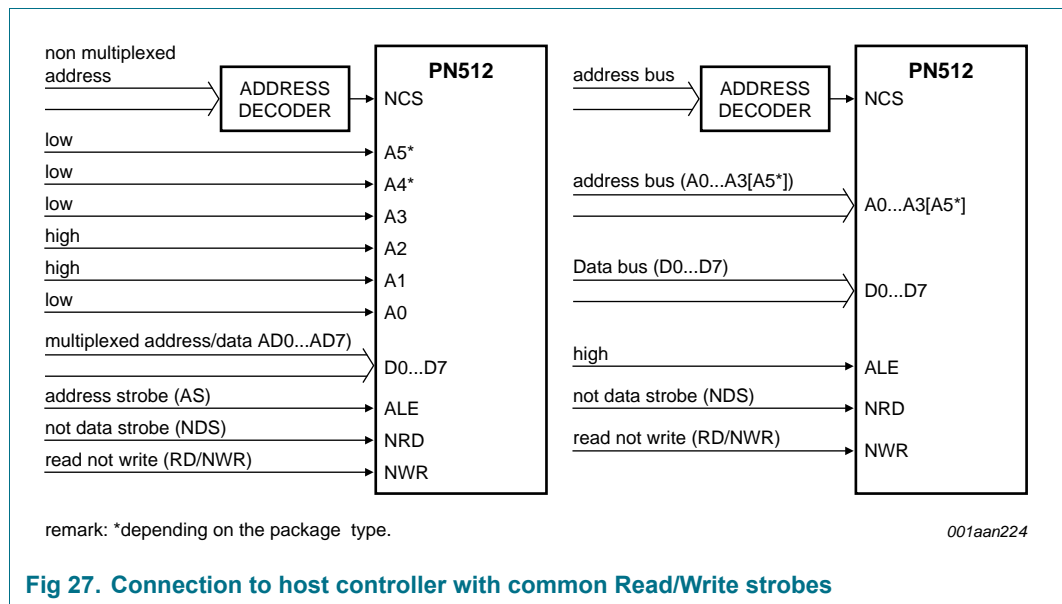 non multiplexed
address
ADDRESS
DECODER
PN512
NCS
low
A5*
low
A4*
low
A3
high
A2
high
A1
low
A0
multiplexed address/data AD0...AD7)
D0...D7
address strobe (AS)
ALE
not data strobe (NDS)
NRD
read not write (RD/NWR)
NWR
address bus
ADDRESS
DECODER
PN512
NCS
address bus (A0...A3[A5*])
A0...A3[A5*]
Data bus (D0...D7)
D0...D7
high
ALE
not data strobe (NDS)
NRD
read not write (RD/NWR)
NWR
remark: *depending on the package type.
001aan224
Fig 27. Connection to host controller with common Read/Write strobes